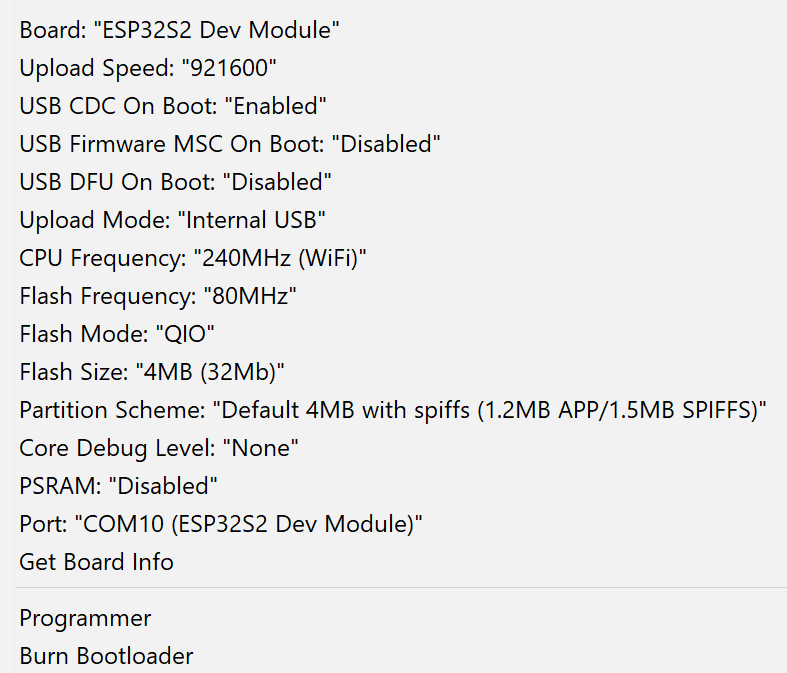 Board: "ESP32S2 Dev Module"
Upload Speed: "921600"
USB CDC On Boot: "Enabled"
USB Firmware MSC On Boot: "Disabled"
USB DFU On Boot: "Disabled"
Upload Mode: "Internal USB"
CPU Frequency: "240MHz (WiFi)"
Flash Frequency: "80MHz"
Flash Mode: "QIO"
Flash Size: "4MB (32Mb)"
Partition Scheme: "Default 4MB with spiffs (1.2MB APP/1.5MB SPIFFS)"
Core Debug Level: "None"
PSRAM: "Disabled"
Port: "COM10 (ESP32S2 Dev Module)"
Get Board Info
Programmer
Burn Bootloader